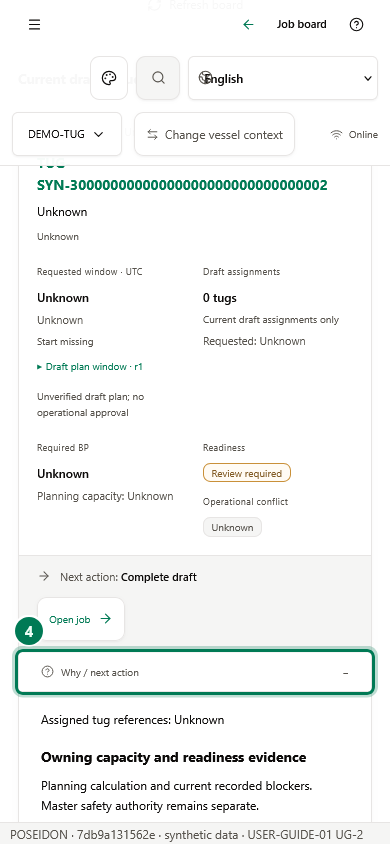 Refresh board
Job board
Current dra
English
DEMO-TUG
Change vessel context
Online
SYN-30000000000000000000000000000002
Unknown
Unknown
Requested window · UTC
Draft assignments
Unknown
0 tugs
Unknown
Current draft assignments only
Start missing
Requested: Unknown
▸ Draft plan window · r1
Unverified draft plan; no
operational approval
Required BP
Readiness
Unknown
Review required
Planning capacity: Unknown
Operational conflict
Unknown
Next action: Complete draft
Open job
4
Why / next action
–
Assigned tug references: Unknown
Owning capacity and readiness evidence
Planning calculation and current recorded blockers.
Master safety authority remains separate.
POSEIDON · 7db9a131562e · synthetic data · USER-GUIDE-01 UG-2